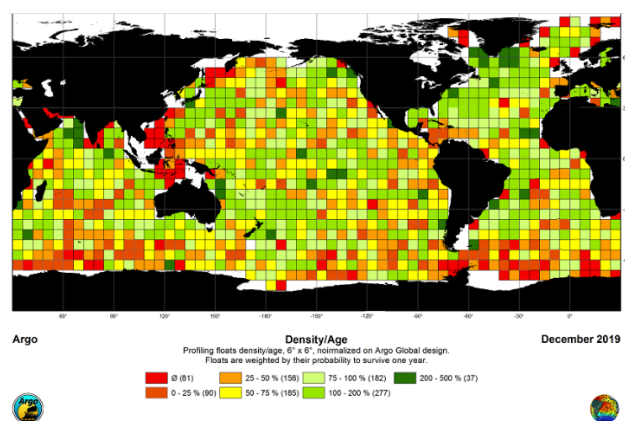 60° 90° 120° 150° 180° -150° -120° -90° -60° -30° 0° 30°
Argo
Density/Age
December 2019
Profiling floats density/age, 6° x 6°, noirmalized on Argo Global design.
Floats are weighted by their probability to survive one year.
Ø (81) 25 - 50 % (156) 75 - 100 % (182) 200 - 500 % (37)
0 - 25 % (90) 50 - 75 % (185) 100 - 200 % (277)
Argo